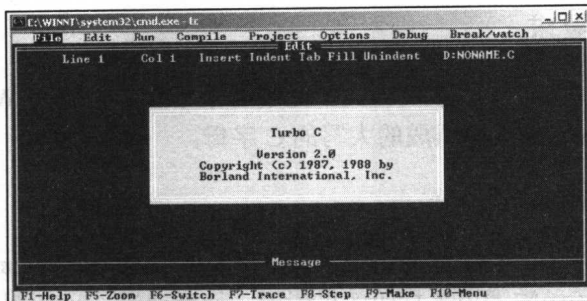 E:\WINNT\system32\cmd.exe - tc
File Edit Run Compile Project Options Debug Break/watch
Edit
Line 1 Col 1 Insert Indent Tab Fill Unindent D:NONAME.C
Turbo C
Version 2.0
Copyright (c) 1987, 1988 by
Borland International, Inc.
Message
F1-Help F5-Zoom F6-Switch F7-Trace F8-Step F9-Make F10-Menu